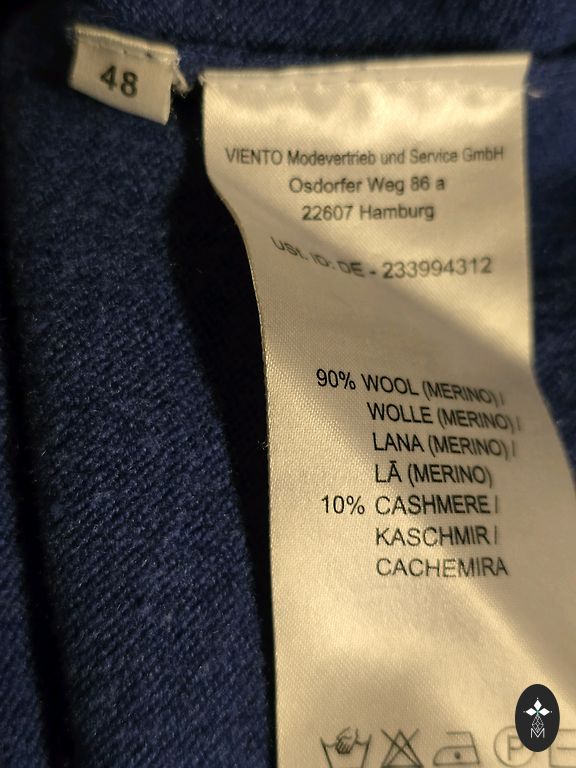 48
VIENTO Modevertrieb und Service GmbH
Osdorfer Weg 86 a
22607 Hamburg
USt. ID: DE - 233994312
90% WOOL (MERINO) /
WOLLE (MERINO) /
LANA (MERINO) /
LÃ (MERINO)
10% CASHMERE /
KASCHMIR /
CACHEMIRA
P
M